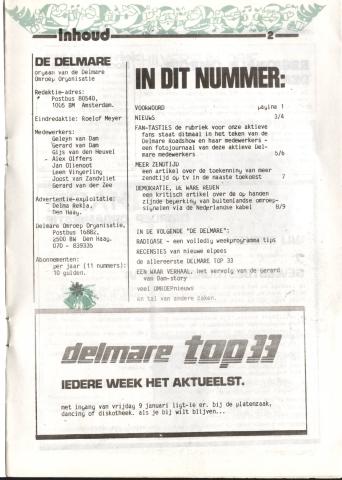 Inhoud
2
DE DELMARE
orgaan van de Delmare
Omroep Organisatie
Redaktie-adres:
* Postbus 80540,
1006 BM Amsterdam.
Eindredaktie: Roelof Meyer
Medewerkers:
Geleyn van Dam
Gerard van Dam
Gijs van den Heuvel
- Alex Olffers
Jan Olienoot
Leen Vingerling
Joost van Zandvliet
Gerard van der Zee
Advertentie-exploitatie:
- Delma Rekla,
Den Haag.
Delmare Omroep Organisatie,
Postbus 16882,
2500 BW Den Haag.
070 - 839335
Abonnementen:
per jaar (11 numers):
10 gulden.
IN DIT NUMMER:
VOORWOORD pagina 1
NIEUWS 3/4
FAN-TASTIES de rubriek voor onze aktieve
fans staat ditmaal in het teken van de
Delmare Roadshow en haar medewerkers -
een fotojournaal van deze aktieve Del-
mare medewerkers 5/6
MEER ZENDTIJD
een artikel over de toekenning van meer
zendtijd op tv in de naaste toekomst 7
DEMOKRATIE, DE WARE REDEN
een kritisch artikel over de op handen
zijnde beperking van buitenlandse omroep-
signalen via de Nederlandse kabel 8/9
IN DE VOLGENDE "DE DELMARE":
RADIOASE - een volledig weekprogramma tips
RECENSIES van nieuwe elpees
de allereerste DELMARE TOP 33
EEN WAAR VERHAAL, het vervolg van de Gerard
van Dam-story
veel OMROEPnieuws
en tal van andere zaken.
delmare top 33
IEDERE WEEK HET AKTUEELST.
met ingang van vrijdag 9 januari ligt-ie er. bij de platenzaak,
dancing of diskotheek. als je bij wilt blijven...